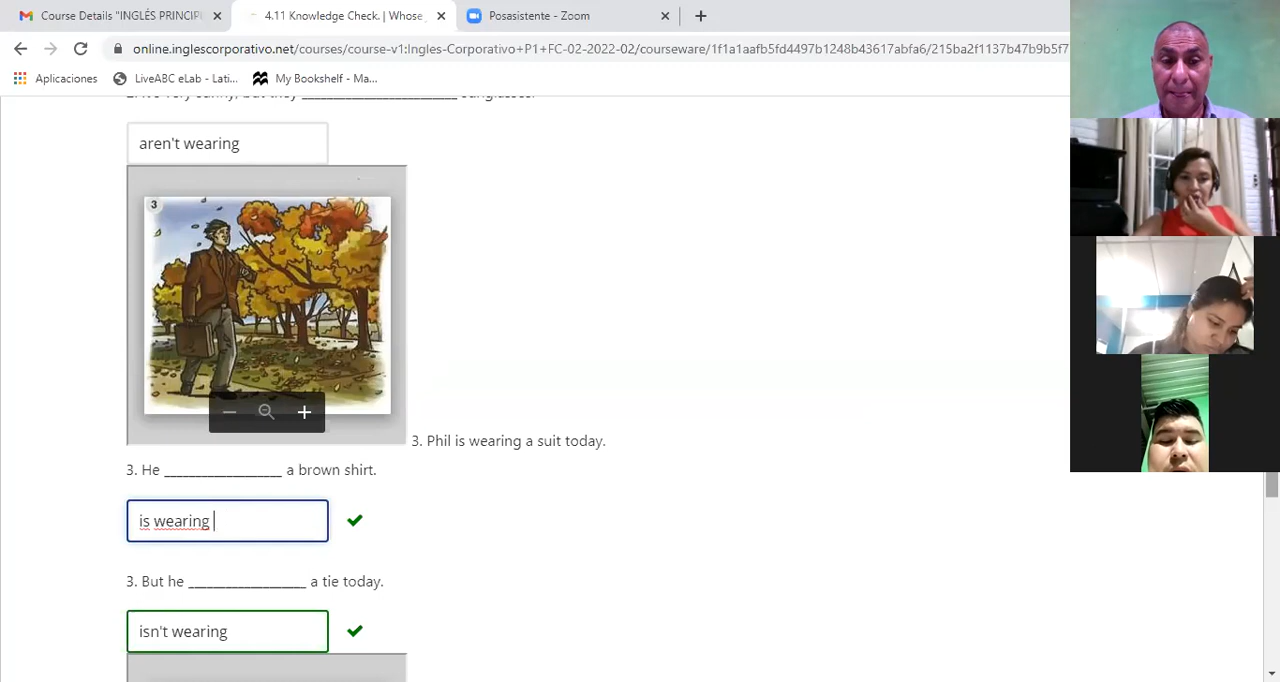 Course Details "INGLÉS PRINCIPI
4.11 Knowledge Check. | Whose
Posasistente - Zoom
online.inglescorporativo.net/courses/course-v1:Ingles-Corporativo+P1+FC-02-2022-02/courseware/1f1a1aafb5fd4497b1248b43617abfa6/215ba2f1137b47b9b5f7
Aplicaciones
LiveABC eLab - Lati...
My Bookshelf - Ma...
aren't wearing
3
3. Phil is wearing a suit today.
3. He __________________ a brown shirt.
is wearing
3. But he __________________ a tie today.
isn't wearing